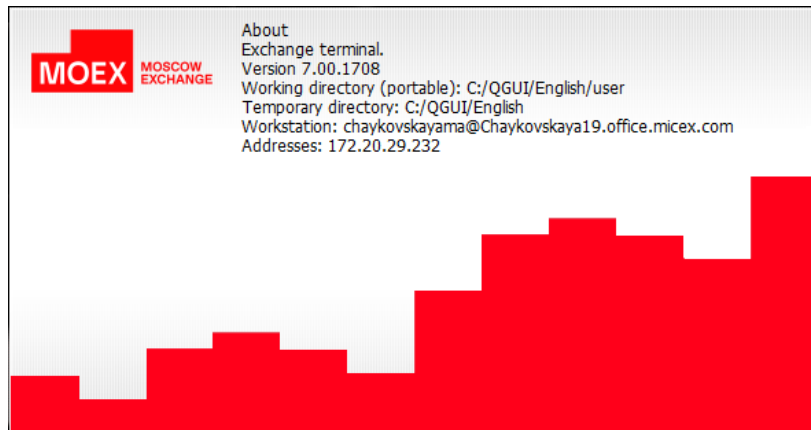 MOEX
MOSCOW
EXCHANGE
About
Exchange terminal.
Version 7.00.1708
Working directory (portable): C:/QGUI/English/user
Temporary directory: C:/QGUI/English
Workstation: chaykovskayama@Chaykovskaya19.office.micex.com
Addresses: 172.20.29.232